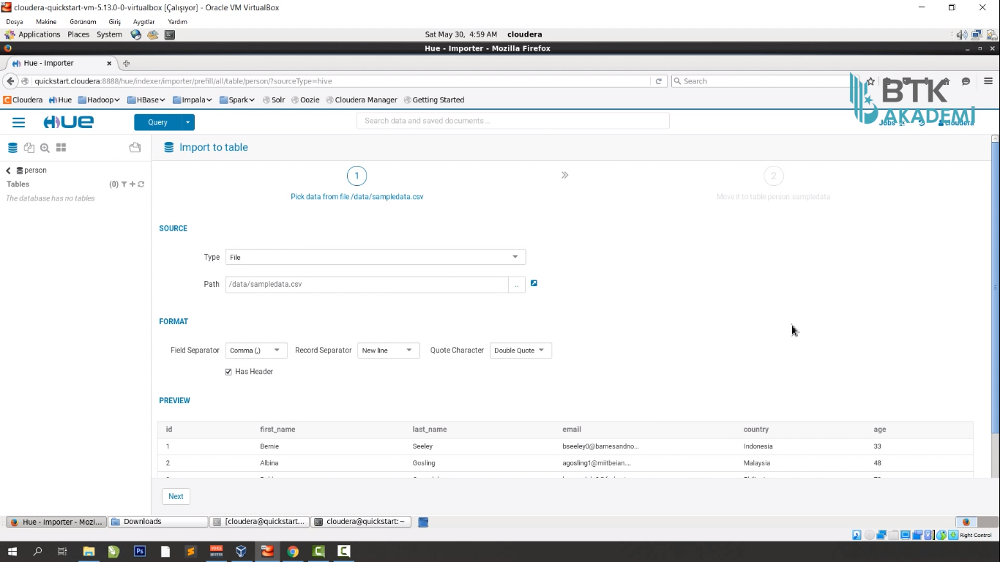 cloudera-quickstart-vm-5.13.0-0-virtualbox [Çalışıyor] - Oracle VM VirtualBox
Dosya Makine Görünüm Giriş Aygıtlar Yardım
Applications Places System Sat May 30, 4:59 AM cloudera
Hue - Importer - Mozilla Firefox
Hue - Importer
quickstart.cloudera:8888/hue/indexer/importer/prefill/all/table/person/?sourceType=hive Search
Cloudera Hue Hadoop HBase Impala Spark Solr Oozie Cloudera Manager Getting Started
BTK
AKADEMİ
HUE Query Search data and saved documents... Jobs cloudera
Import to table
person
Tables (0)
The database has no tables
1 2
Pick data from file /data/sampledata.csv Move it to table person.sampledata
SOURCE
Type File
Path /data/sampledata.csv ..
FORMAT
Field Separator Comma (,) Record Separator New line Quote Character Double Quote
Has Header
PREVIEW
id first_name last_name email country age
1 Bernie Seeley bseeley0@barnesandno... Indonesia 33
2 Albina Gosling agosling1@miitbeian.... Malaysia 48
Next
Hue - Importer - Mozi... Downloads [cloudera@quickstart... cloudera@quickstart:~
Right Control
Ps VOICE MEETER